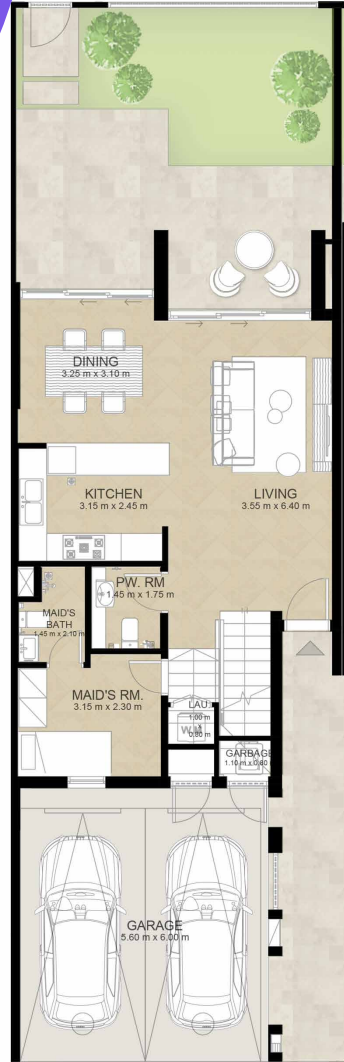 DINING
3.25 m x 3.10 m
KITCHEN
3.15 m x 2.45 m
LIVING
3.55 m x 6.40 m
PW. RM
1.45 m x 1.75 m
MAID'S
BATH
1.45 m x 2.10 m
MAID'S RM.
3.15 m x 2.30 m
LAU.
1.00 m
x
0.80 m
GARBAGE
1.10 m x 0.80
GARAGE
5.60 m x 6.00 m